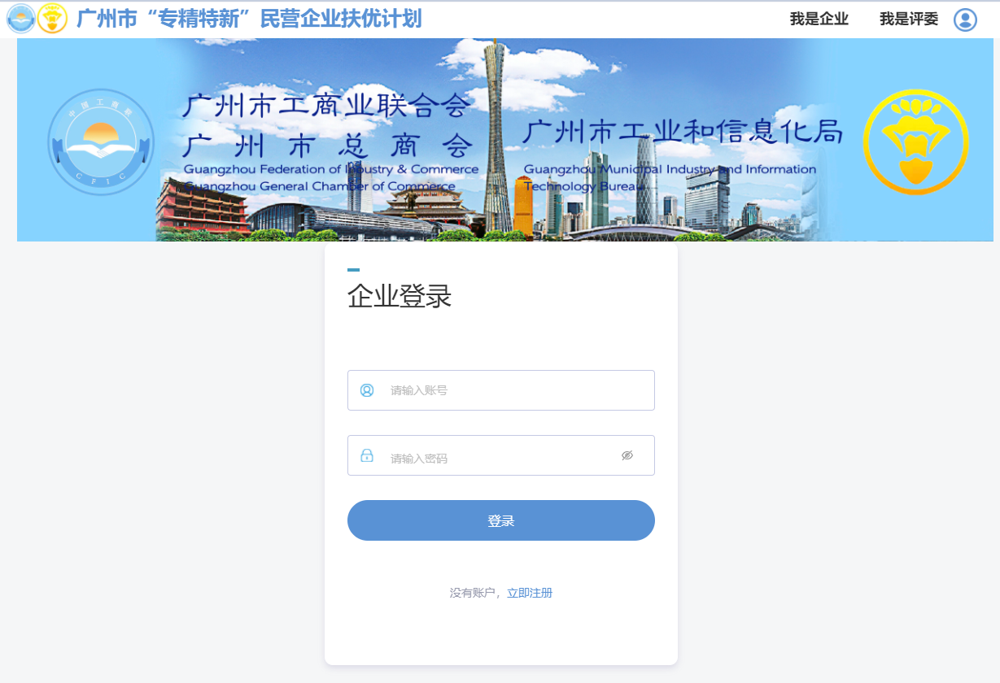 广州市“专精特新”民营企业扶优计划
我是企业
我是评委
中国工商联
CFIC
广州市工商业联合会
广州市总商会
Guangzhou Federation of Industry & Commerce
Guangzhou General Chamber of Commerce
广州市工业和信息化局
Guangzhou Municipal Industry and Information
Technology Bureau
企业登录
请输入账号
请输入密码
登录
没有账户，立即注册